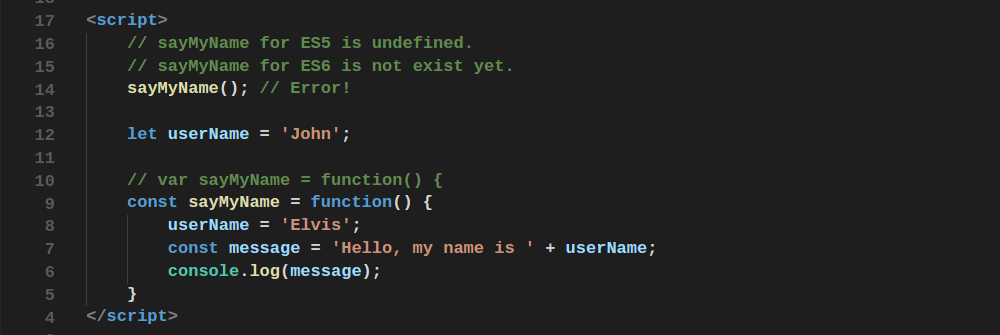 17 <script>
16 // sayMyName for ES5 is undefined.
15 // sayMyName for ES6 is not exist yet.
14 sayMyName(); // Error!
13
12 let userName = 'John';
11
10 // var sayMyName = function() {
9 const sayMyName = function() {
8 userName = 'Elvis';
7 const message = 'Hello, my name is ' + userName;
6 console.log(message);
5 }
4 </script>